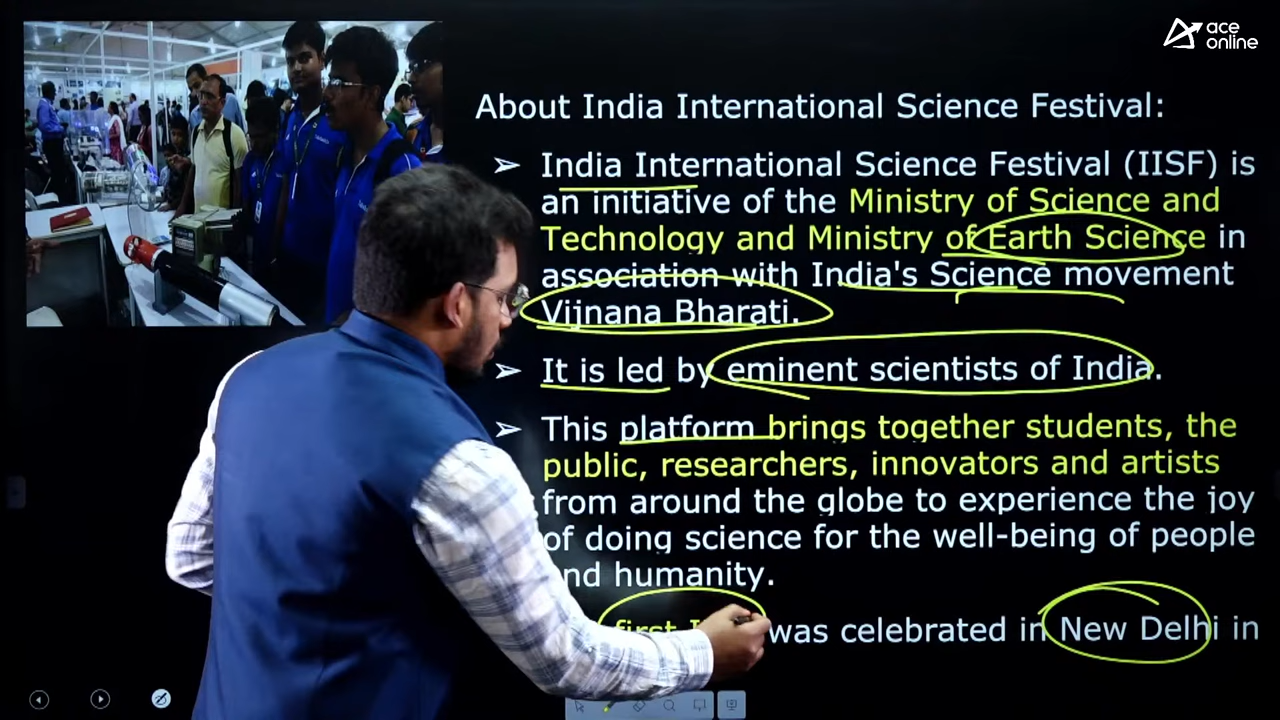 ace
online
About India International Science Festival:
➢ India International Science Festival (IISF) is
an initiative of the Ministry of Science and
Technology and Ministry of Earth Science in
association with India's Science movement
Vijnana Bharati.
➢ It is led by eminent scientists of India.
➢ This platform brings together students, the
public, researchers, innovators and artists
from around the globe to experience the joy
of doing science for the well-being of people
and humanity.
first was celebrated in New Delhi in